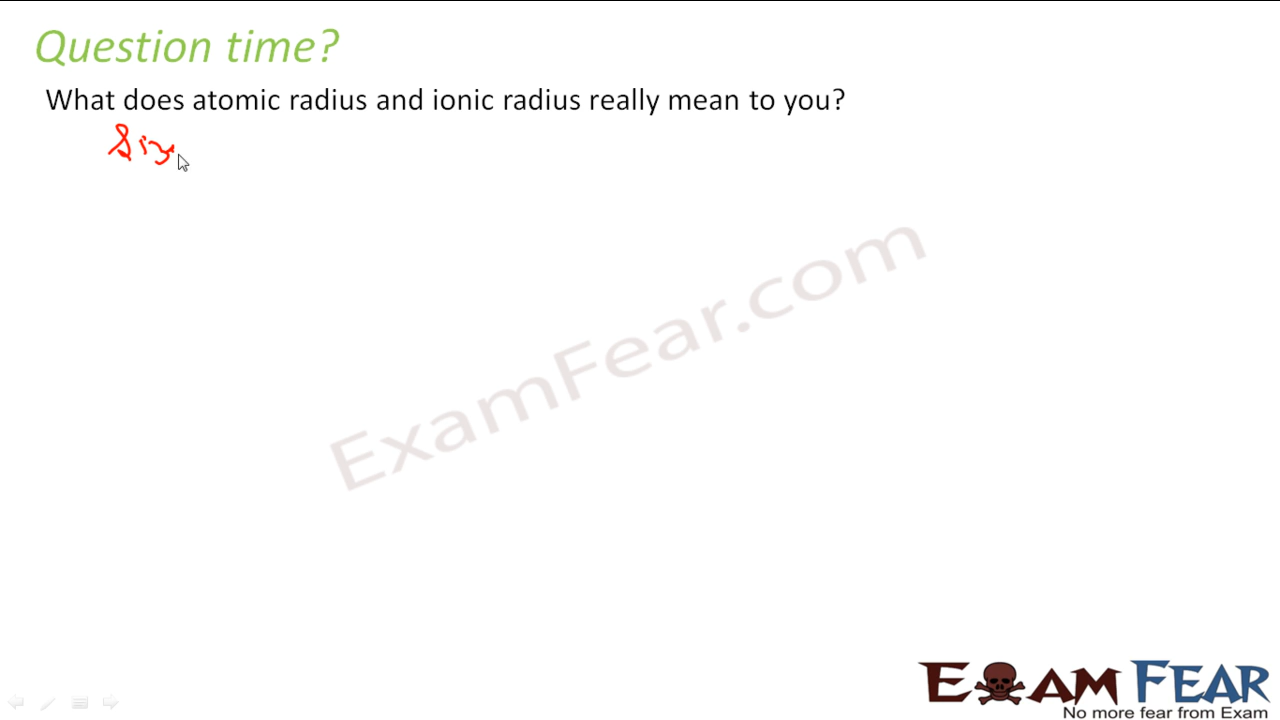 Question time?
What does atomic radius and ionic radius really mean to you?
Siz
ExamFear.com
EXAM FEAR
No more fear from Exam